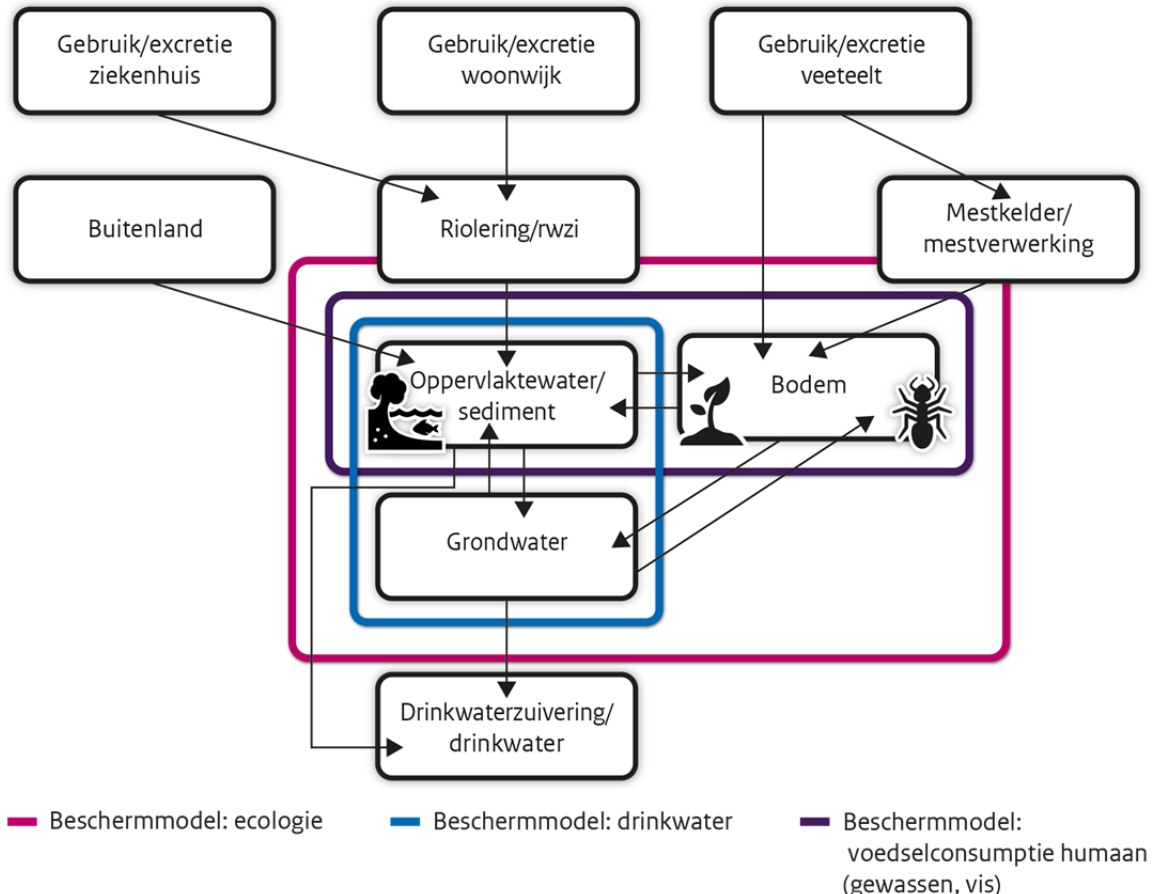 Gebruik/excretie
ziekenhuis
Gebruik/excretie
woonwijk
Gebruik/excretie
veeteelt
Buitenland
Riolering/rwzi
Mestkelder/
mestverwerking
Oppervlaktewater/
sediment
Bodem
Grondwater
Drinkwaterzuivering/
drinkwater
Beschermmodel: ecologie
Beschermmodel: drinkwater
Beschermmodel:
voedselconsumptie humaan
(gewassen, vis)